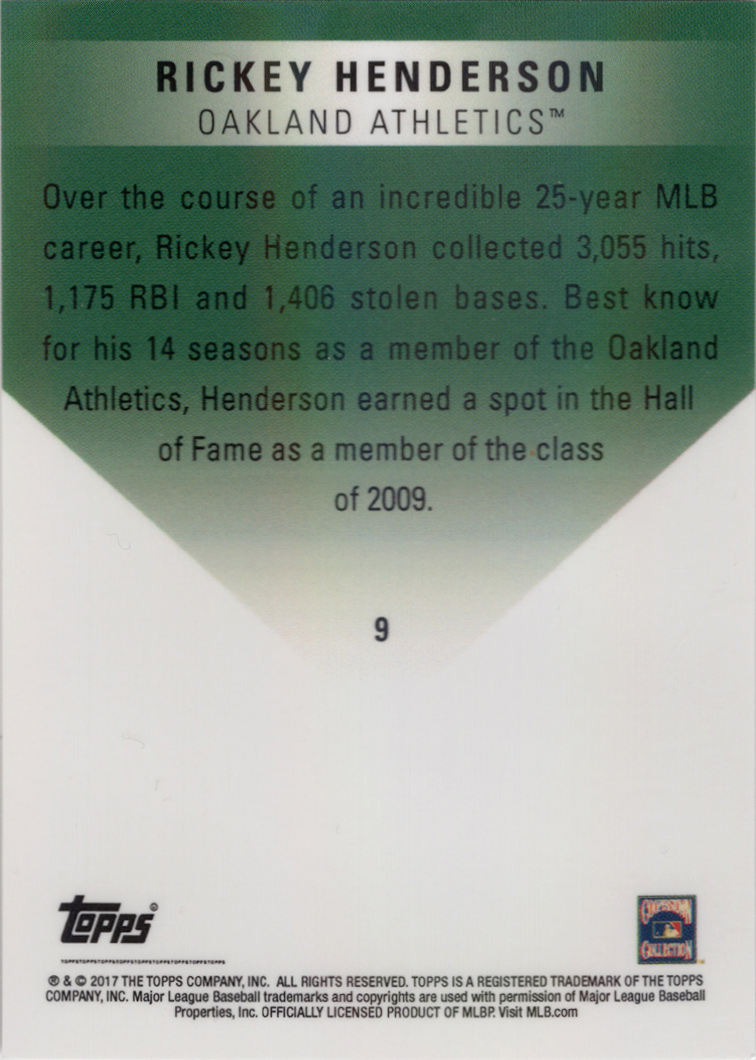 RICKEY HENDERSON
OAKLAND ATHLETICS™
Over the course of an incredible 25-year MLB
career, Rickey Henderson collected 3,055 hits,
1,175 RBI and 1,406 stolen bases. Best know
for his 14 seasons as a member of the Oakland
Athletics, Henderson earned a spot in the Hall
of Fame as a member of the class
of 2009.
9
Topps®
COOPERSTOWN
COLLECTION
TOPPSTOPPSTOPPSTOPPSTOPPSTOPPSTOPPSTOPPSTOPPS
® & © 2017 THE TOPPS COMPANY, INC. ALL RIGHTS RESERVED. TOPPS IS A REGISTERED TRADEMARK OF THE TOPPS
COMPANY, INC. Major League Baseball trademarks and copyrights are used with permission of Major League Baseball
Properties, Inc. OFFICIALLY LICENSED PRODUCT OF MLBP. Visit MLB.com